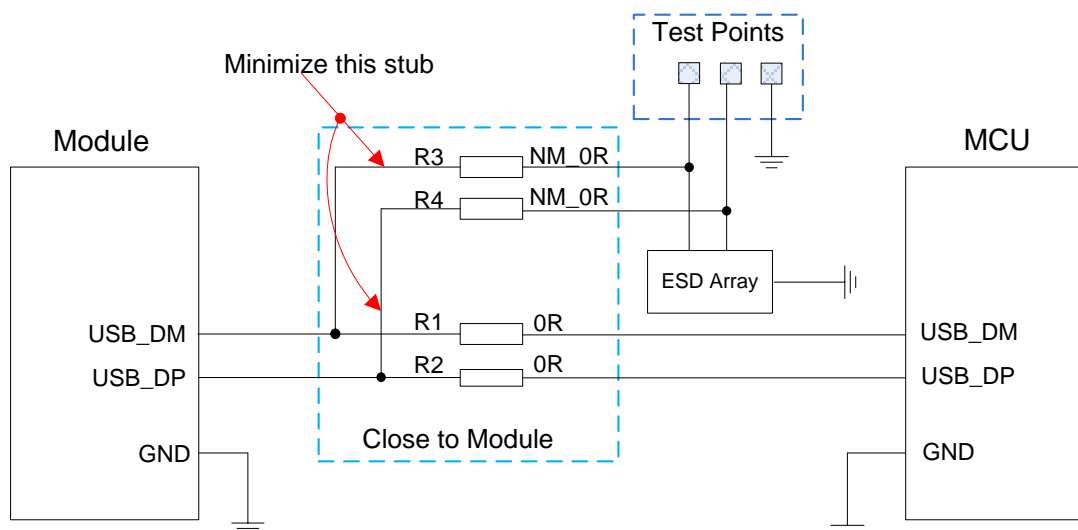 Test Points
Minimize this stub
Module
MCU
R3 NM_0R
R4 NM_0R
ESD Array
USB_DM R1 0R USB_DM
USB_DP R2 0R USB_DP
Close to Module
GND GND